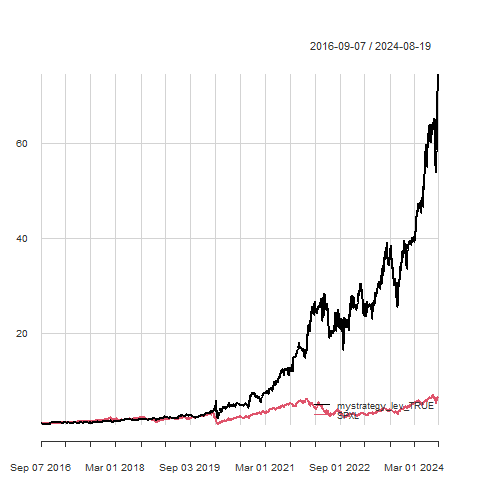 2016-09-07 / 2024-08-19
60
40
20
mystrategy_lev_TRUE
SPXL
Sep 07 2016 Mar 01 2018 Sep 03 2019 Mar 01 2021 Sep 01 2022 Mar 01 2024